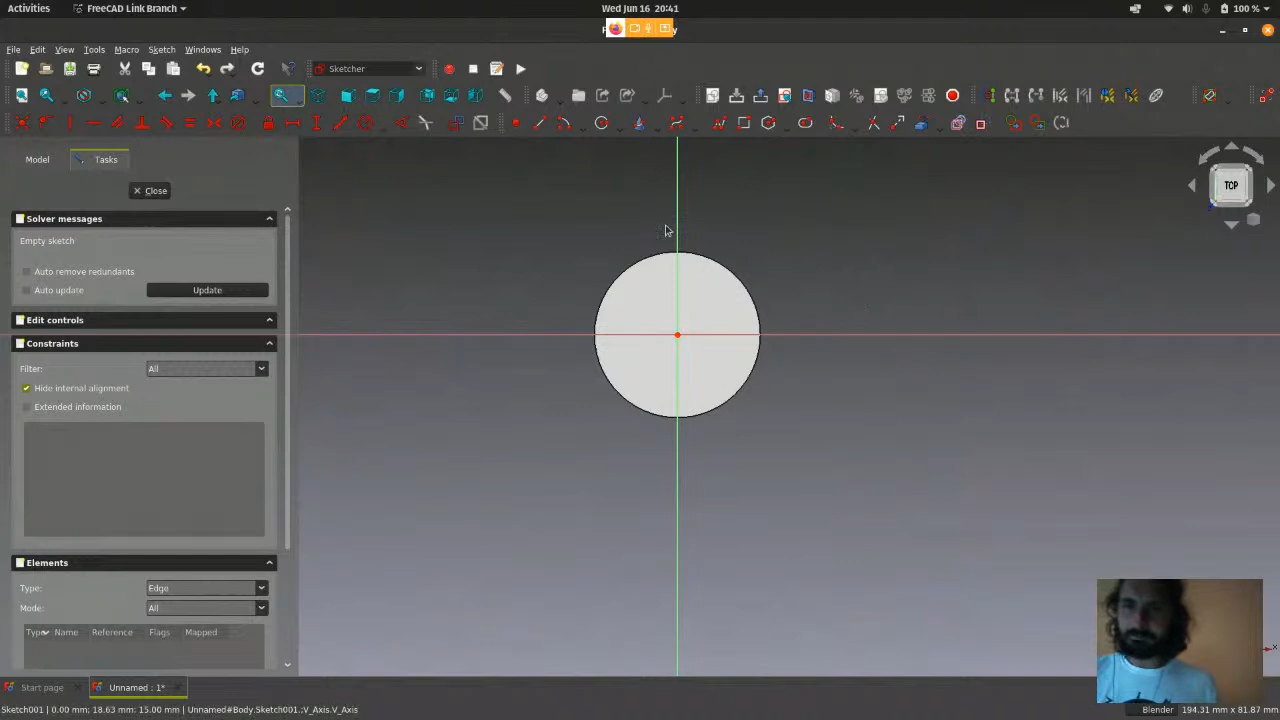 Activities
FreeCAD Link Branch
Wed Jun 16 20:41
100 %
File Edit View Tools Macro Sketch Windows Help
Sketcher
Model
Tasks
Close
TOP
Solver messages
Empty sketch
Auto remove redundants
Auto update
Update
Edit controls
Constraints
Filter:
All
Hide internal alignment
Extended information
Elements
Type:
Edge
Mode:
All
Type Name Reference Flags Mapped
X
Start page
Unnamed : 1*
Sketch001 | 0.00 mm; 18.63 mm; 15.00 mm | Unnamed#Body.Sketch001.;V_Axis.V_Axis
Blender
194.31 mm x 81.87 mm